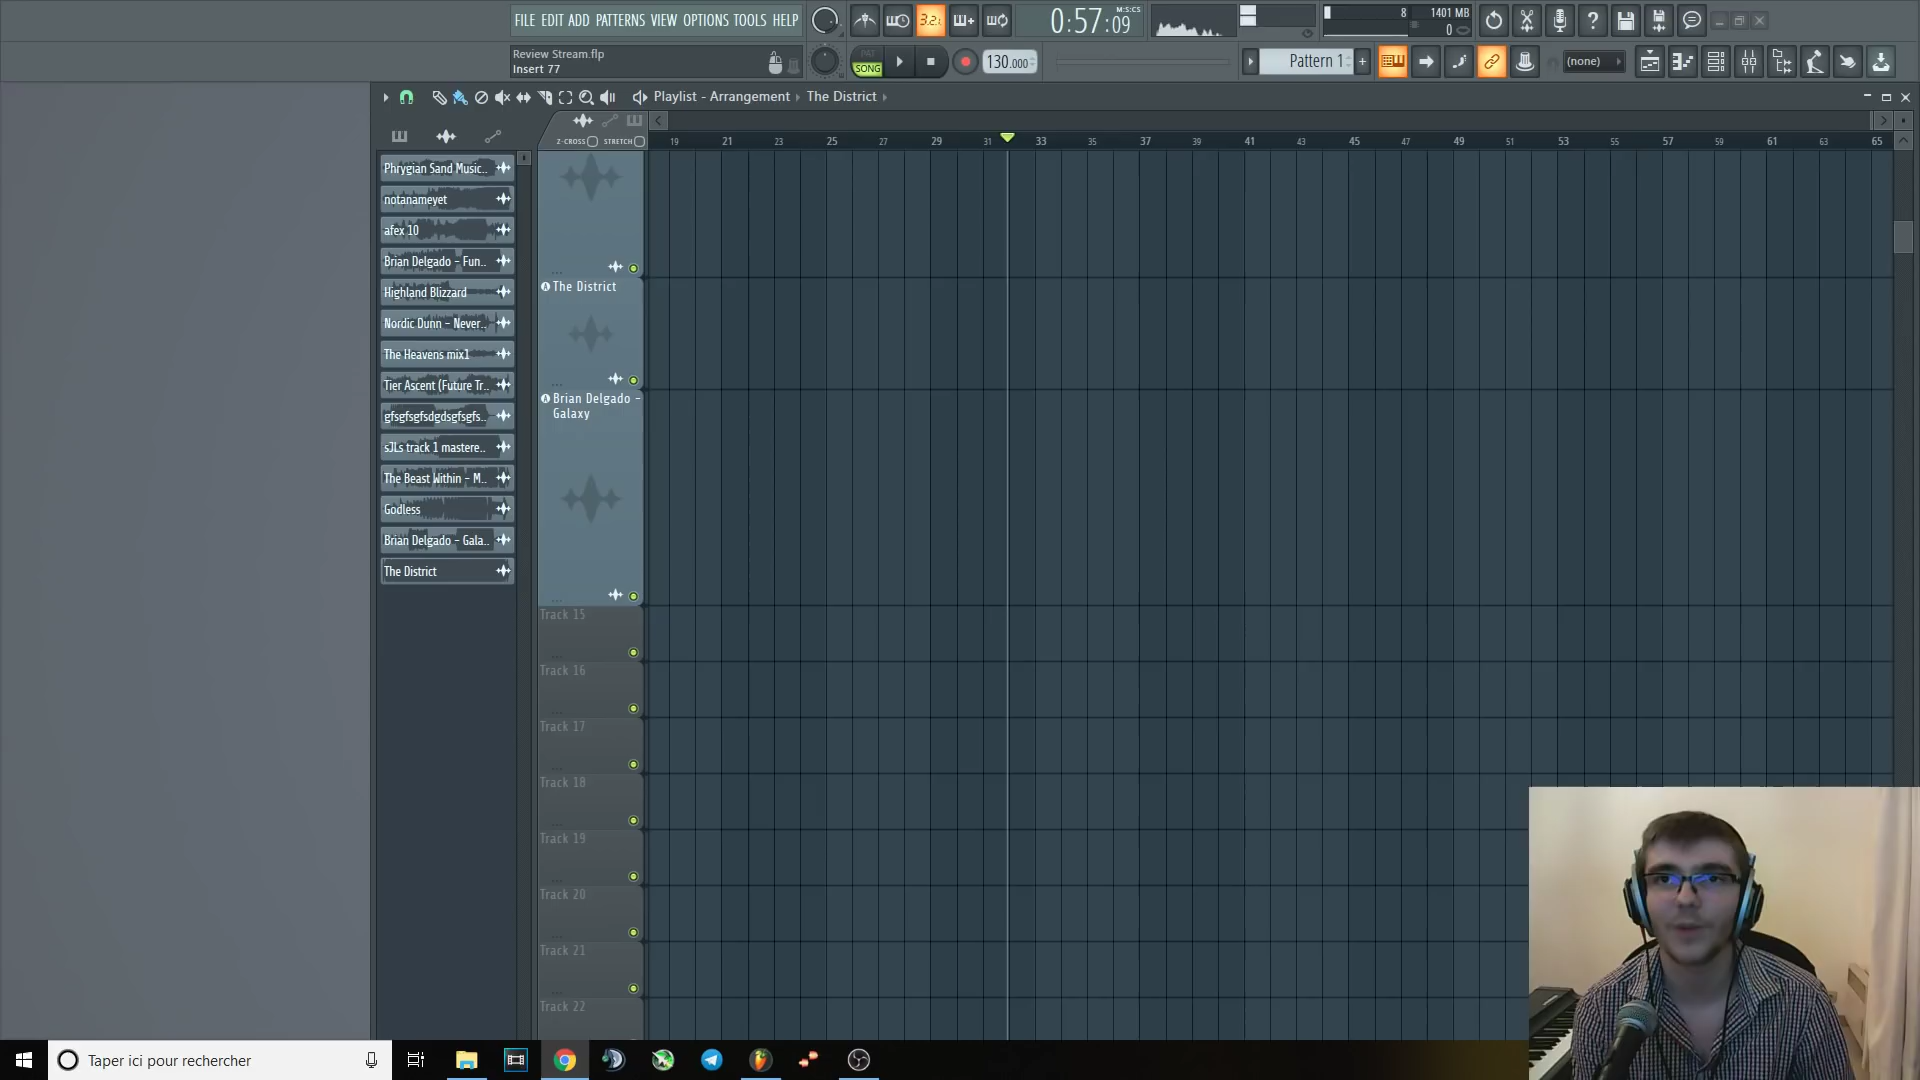 FILE EDIT ADD PATTERNS VIEW OPTIONS TOOLS HELP
3.2
0:57:09
M:S:CS
8
1401 MB
0
Review Stream.flp
Insert 77
PAT
SONG
130.000
Pattern 1
(none)
Playlist - Arrangement
The District
Z-CROSS
STRETCH
19 21 23 25 27 29 31 33 35 37 39 41 43 45 47 49 51 53 55 57 59 61 63 65
Phrygian Sand Music..
notanameyet
afex 10
Brian Delgado - Fun..
Highland Blizzard
Nordic Dunn - Never..
The Heavens mix1
Tier Ascent (Future Tr..
gfsgfsgfsdgdsgfsgfs..
sJLs track 1 mastere..
The Beast Within - M..
Godless
Brian Delgado - Gala..
The District
The District
Brian Delgado -
Galaxy
Track 15
Track 16
Track 17
Track 18
Track 19
Track 20
Track 21
Track 22
Taper ici pour rechercher